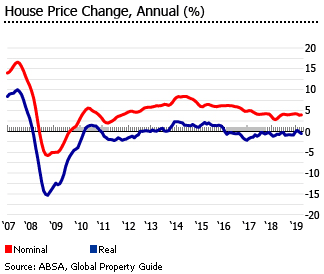 House Price Change, Annual (%)
20
15
10
5
0
-5
-10
-15
-20
'07 '08 '09 '10 '11 '12 '13 '14 '15 '16 '17 '18 '19
Nominal Real
Source: ABSA, Global Property Guide